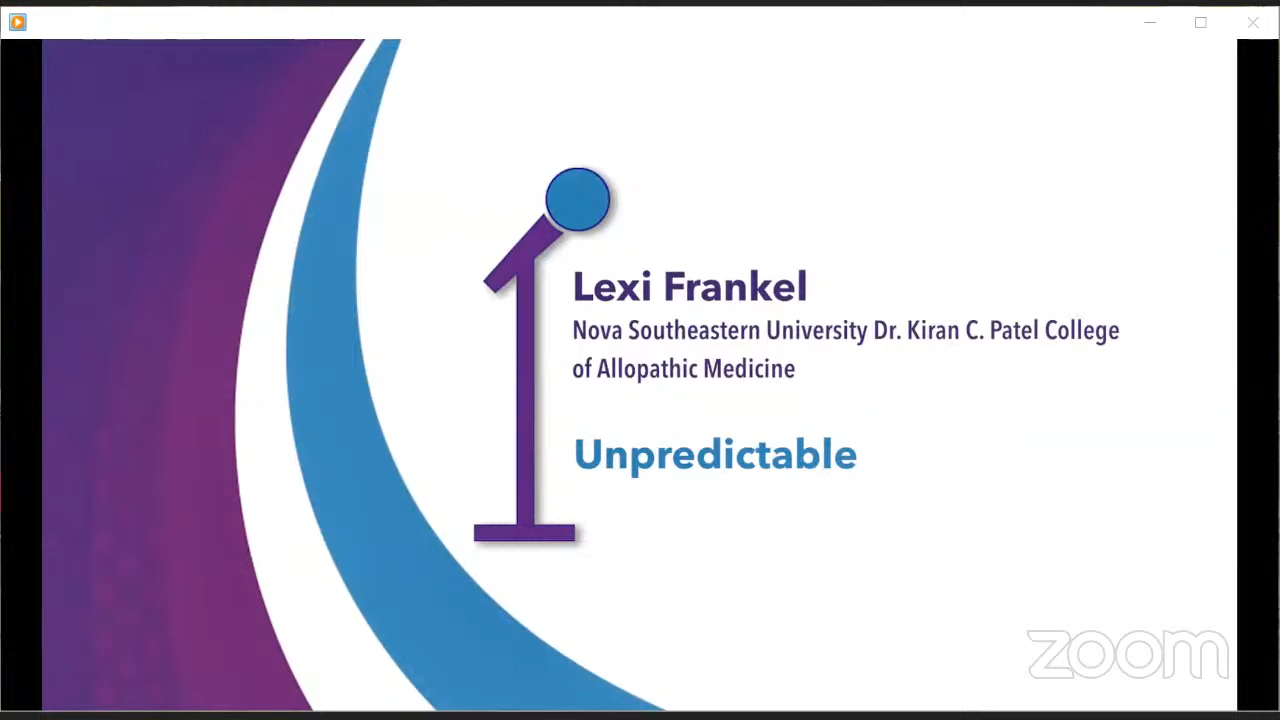 Lexi Frankel
Nova Southeastern University Dr. Kiran C. Patel College
of Allopathic Medicine
Unpredictable
zoom